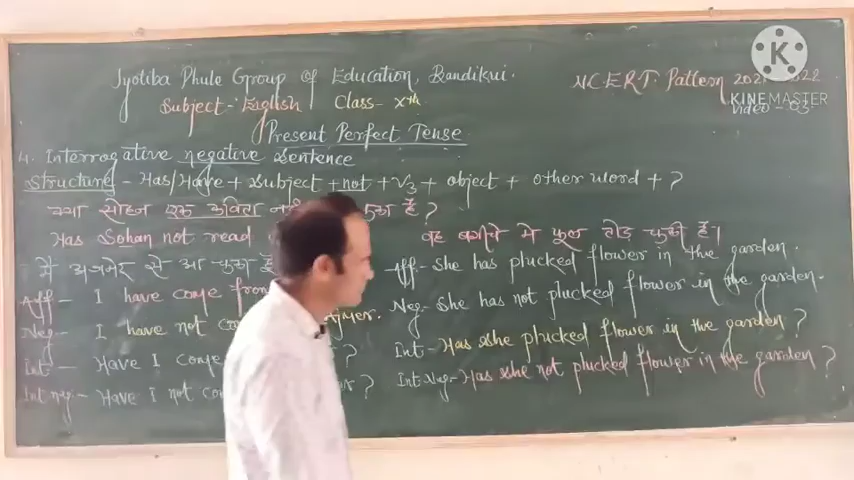 Jyotiba Phule Group of Education, Bandikui.
NCERT Pattern 2021-2022
KINEMASTER
Subject:- English Class- Xth
Video - 03
Present Perfect Tense
4. Interrogative negative Sentence
Structure - Has/Have + Subject + not + V3 + object + other word + ?
क्या सोहन एक कविता है ?
Has Sohan not read
वह बगीचे में फूल तोड़ चुकी है।
मैं अजमेर से आ चुका
Aff - I have come from
Neg - I have not
Int - Have I come ?
Int neg - Have I not ?
Aff.- She has plucked flower in the garden.
Neg.- She has not plucked flower in the garden.
Int - Has she plucked flower in the garden ?
Int. Neg.- Has she not plucked flower in the garden ?